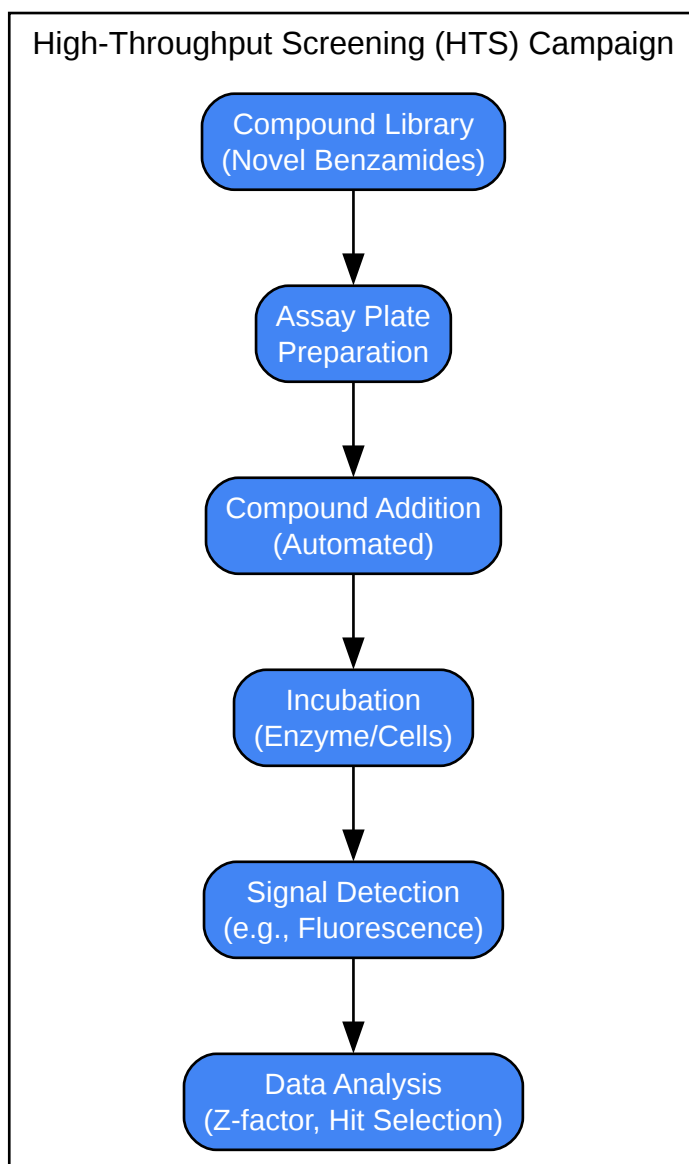 High-Throughput Screening (HTS) Campaign
Compound Library
(Novel Benzamides)
Assay Plate
Preparation
Compound Addition
(Automated)
Incubation
(Enzyme/Cells)
Signal Detection
(e.g., Fluorescence)
Data Analysis
(Z-factor, Hit Selection)